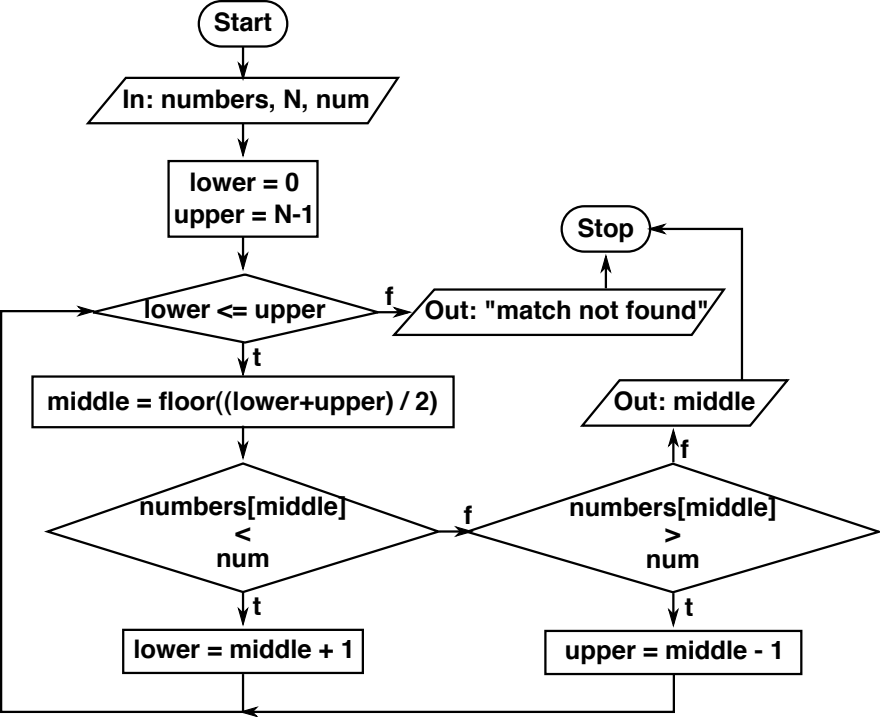 Start
In: numbers, N, num
lower = 0
upper = N-1
Stop
lower <= upper
f
Out: "match not found"
t
middle = floor((lower+upper) / 2)
Out: middle
f
numbers[middle]
<
num
f
numbers[middle]
>
num
t
t
lower = middle + 1
upper = middle - 1